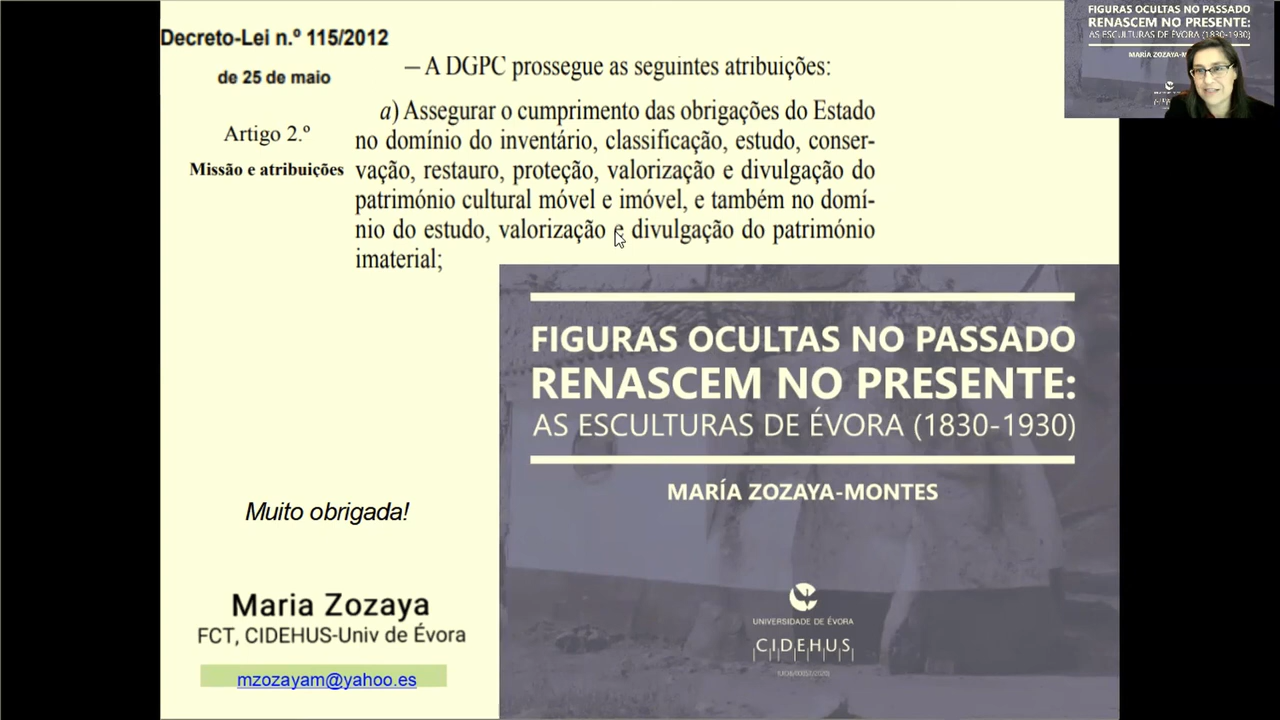 Decreto-Lei n.º 115/2012
de 25 de maio
Artigo 2.º
Missão e atribuições
— A DGPC prossegue as seguintes atribuições:
a) Assegurar o cumprimento das obrigações do Estado
no domínio do inventário, classificação, estudo, conser-
vação, restauro, proteção, valorização e divulgação do
património cultural móvel e imóvel, e também no domí-
nio do estudo, valorização e divulgação do património
imaterial;
FIGURAS OCULTAS NO PASSADO
RENASCEM NO PRESENTE:
AS ESCULTURAS DE ÉVORA (1830-1930)
MARÍA ZOZAYA-MONTES
UNIVERSIDADE DE ÉVORA
CIDEHUS
Muito obrigada!
Maria Zozaya
FCT, CIDEHUS-Univ de Évora
mzozayam@yahoo.es
FIGURAS OCULTAS NO PASSADO
RENASCEM NO PRESENTE:
AS ESCULTURAS DE ÉVORA (1830-1930)